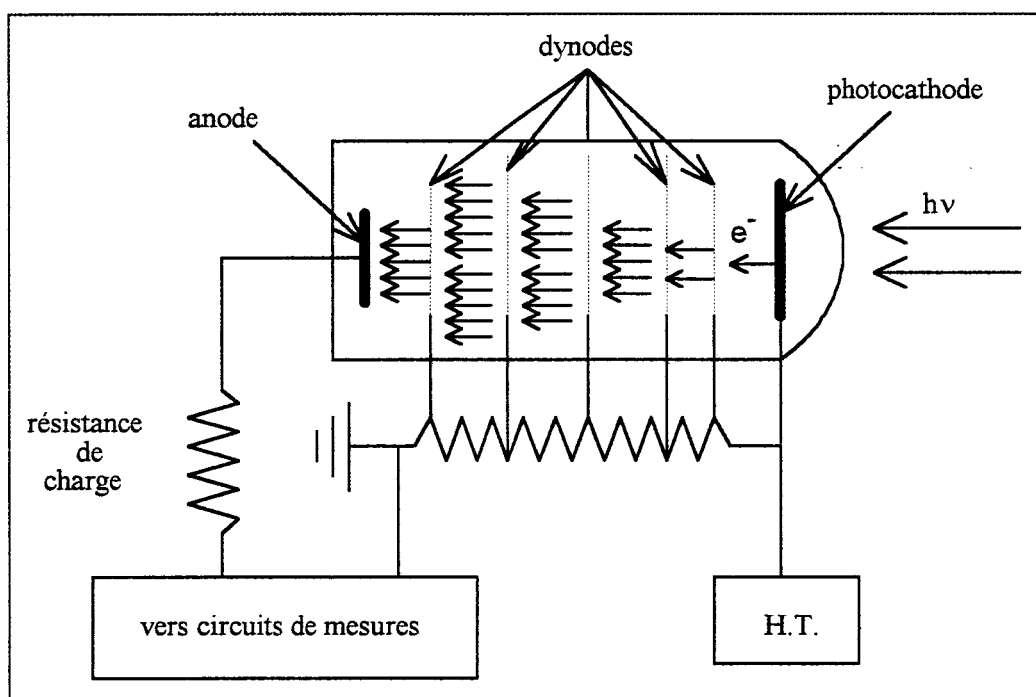 dynodes
photocathode
anode
hν
e⁻
résistance
de
charge
vers circuits de mesures
H.T.